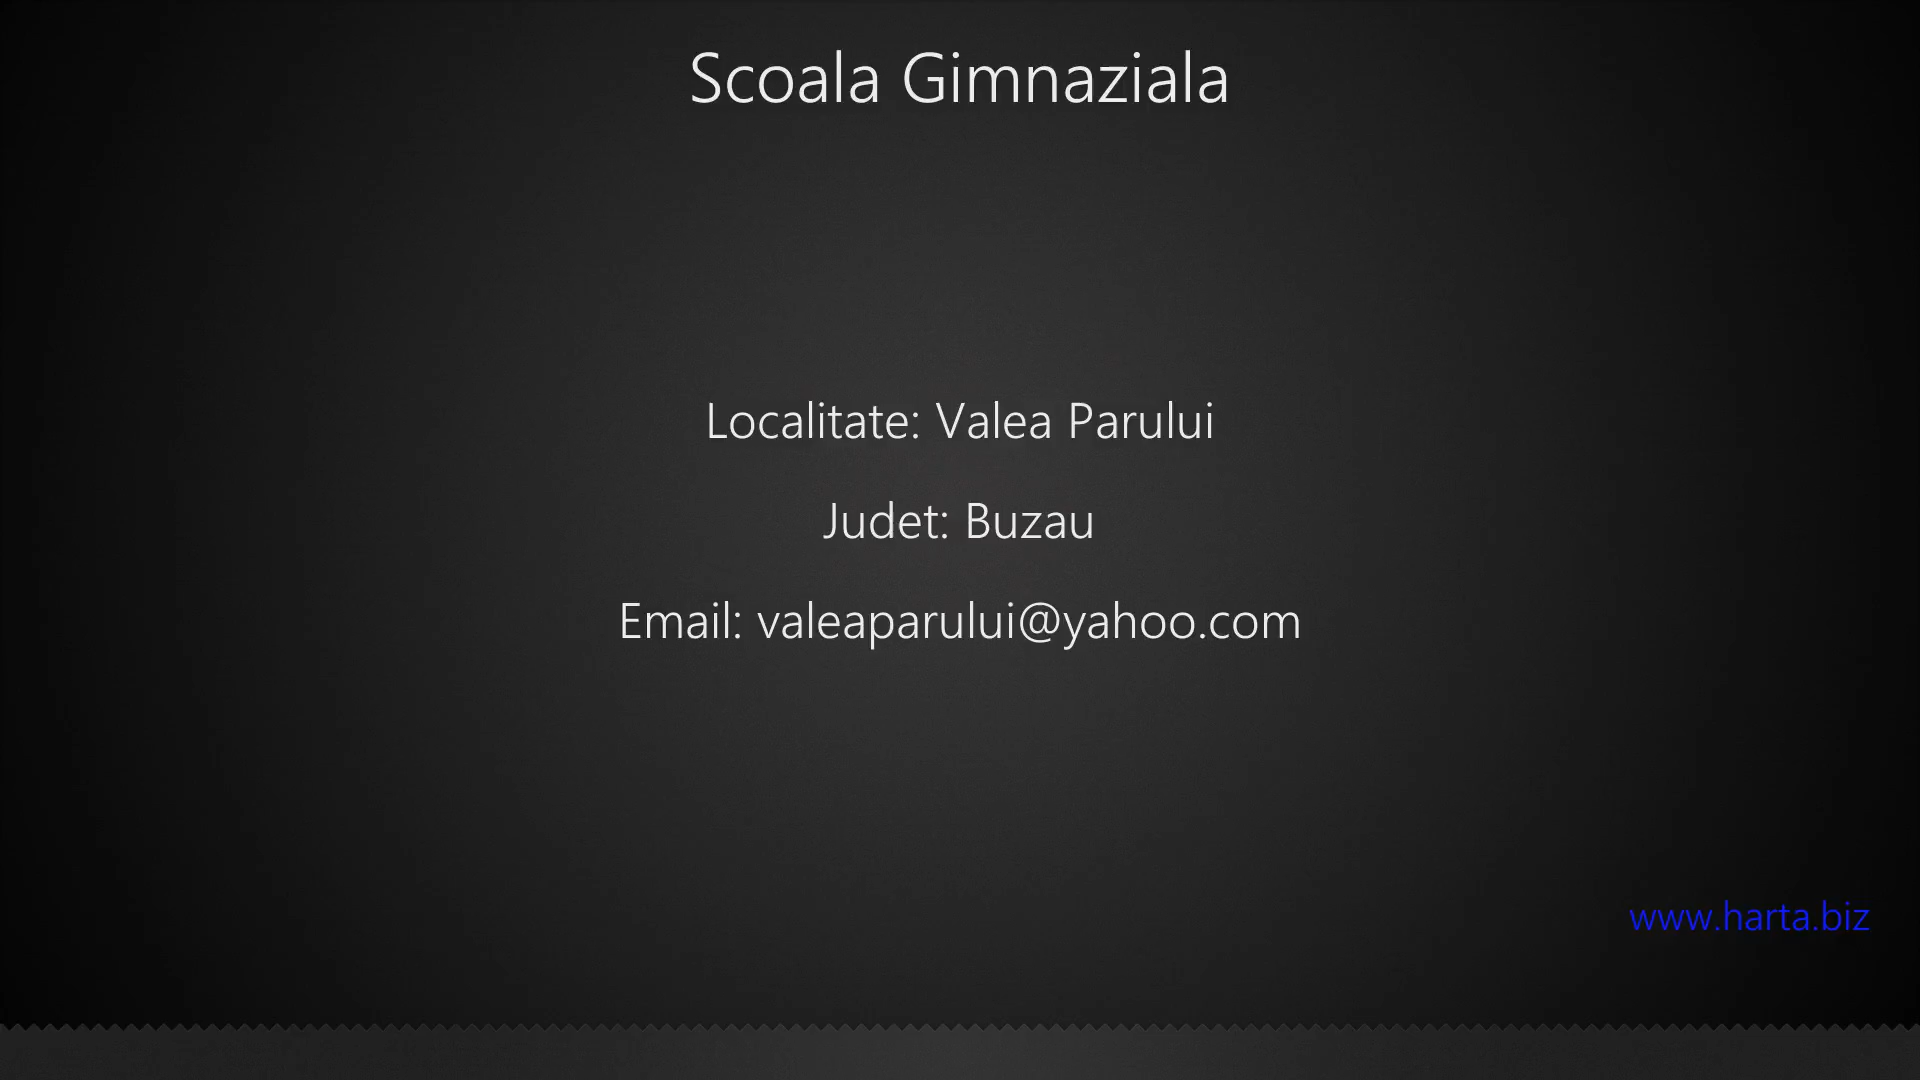 Scoala Gimnaziala
Localitate: Valea Parului
Judet: Buzau
Email: valeaparului@yahoo.com
www.harta.biz